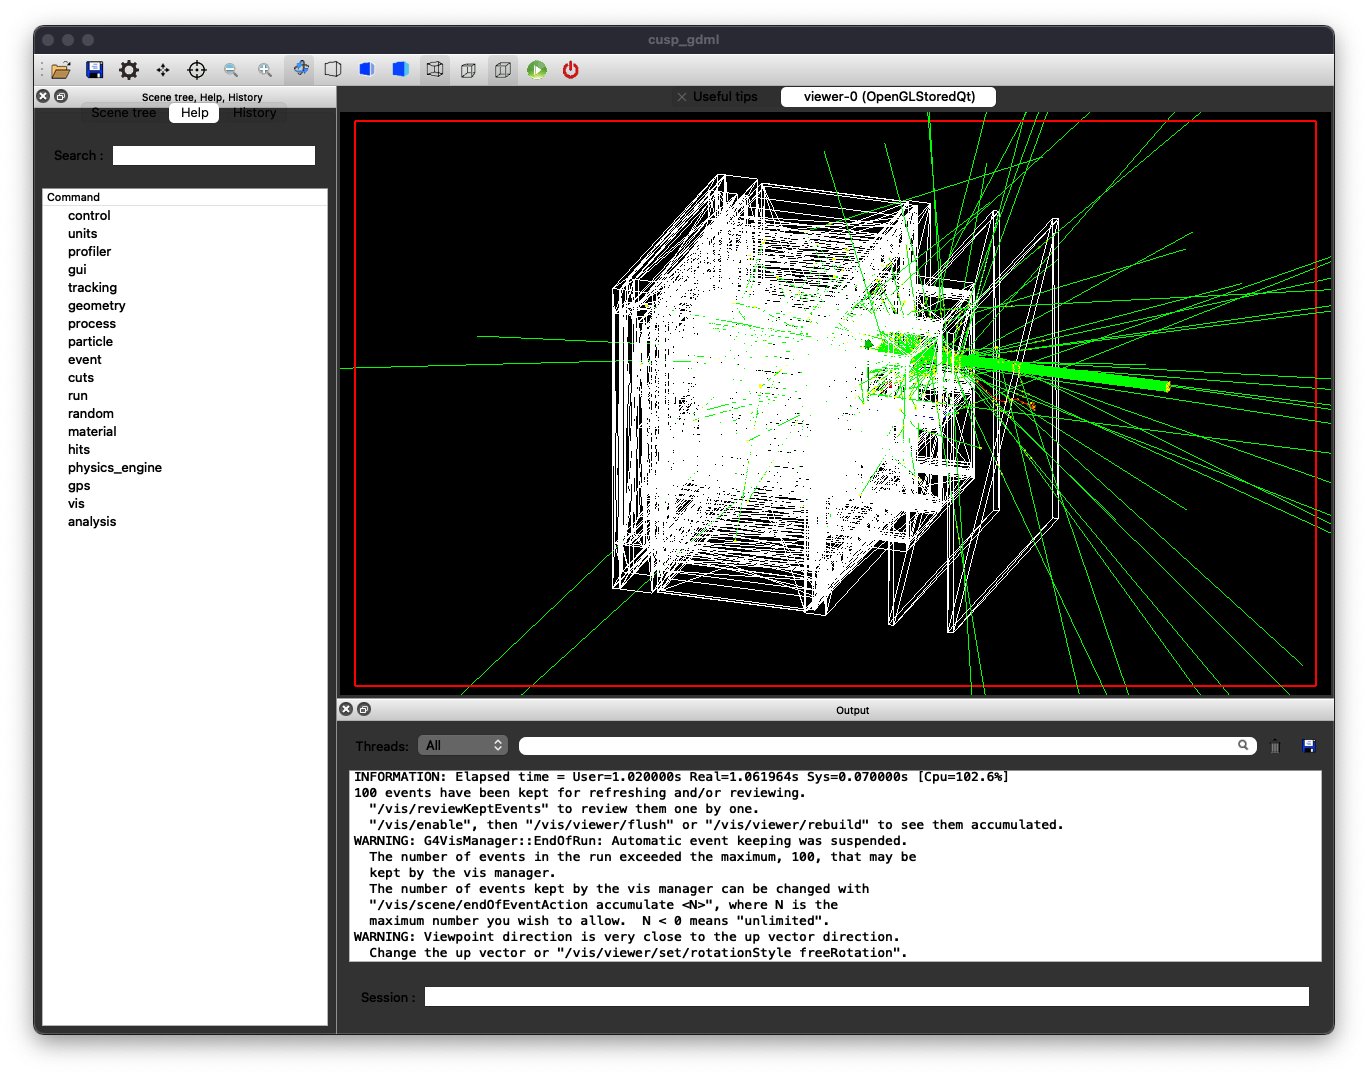 cusp_gdml
Scene tree, Help, History
Scene tree
Help
History
Search :
Command
control
units
profiler
gui
tracking
geometry
process
particle
event
cuts
run
random
material
hits
physics_engine
gps
vis
analysis
Useful tips
viewer-0 (OpenGLStoredQt)
Output
Threads:
All
INFORMATION: Elapsed time = User=1.020000s Real=1.061964s Sys=0.070000s [Cpu=102.6%]
100 events have been kept for refreshing and/or reviewing.
"/vis/reviewKeptEvents" to review them one by one.
"/vis/enable", then "/vis/viewer/flush" or "/vis/viewer/rebuild" to see them accumulated.
WARNING: G4VisManager::EndOfRun: Automatic event keeping was suspended.
The number of events in the run exceeded the maximum, 100, that may be
kept by the vis manager.
The number of events kept by the vis manager can be changed with
"/vis/scene/endOfEventAction accumulate <N>", where N is the
maximum number you wish to allow.  N < 0 means "unlimited".
WARNING: Viewpoint direction is very close to the up vector direction.
Change the up vector or "/vis/viewer/set/rotationStyle freeRotation".
Session :